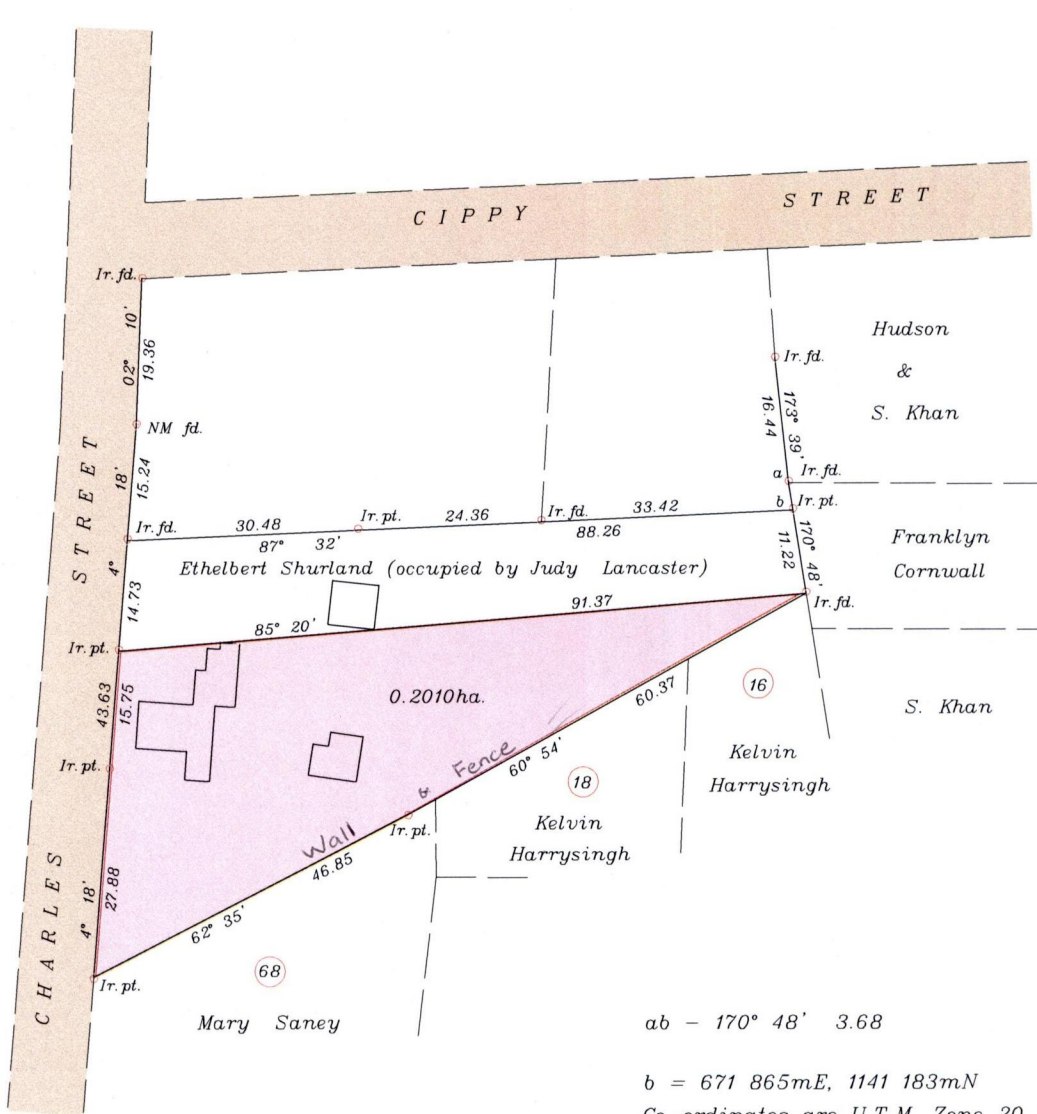 CIPPY STREET
Ir. fd.
02° 10'
19.36
NM fd.
4° 18'
15.24
Ir. fd.
30.48
Ir. pt.
24.36
Ir. fd.
33.42
87° 32'
88.26
Hudson
&
S. Khan
Ir. fd.
173° 39'
16.44
a
Ir. fd.
b
Ir. pt.
170° 48'
11.22
Ir. fd.
Franklyn
Cornwall
S. Khan
Ethelbert Shurland (occupied by Judy Lancaster)
14.73
85° 20'
91.37
Ir. pt.
43.63
15.75
0.2010ha.
Ir. pt.
27.88
4° 18'
Ir. pt.
CHARLES STREET
Wall & Fence
60° 54'
60.37
Ir. pt.
46.85
62° 35'
16
Kelvin
Harrysingh
18
Kelvin
Harrysingh
68
Mary Saney
ab - 170° 48' 3.68
b = 671 865mE, 1141 183mN
Co-ordinates are U.T.M. Zone 20